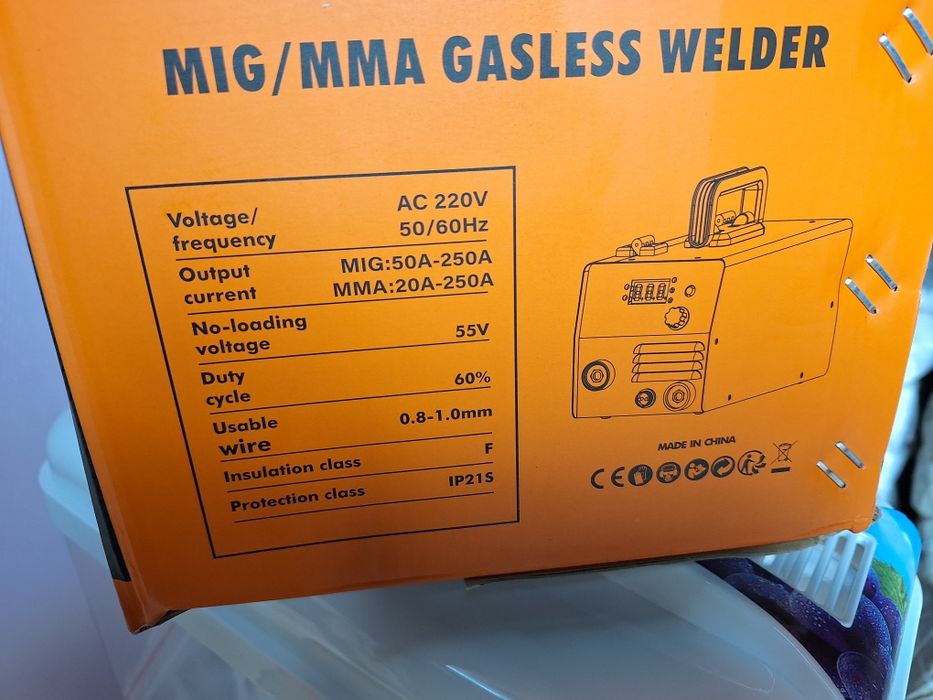 MIG/MMA GASLESS WELDER
Voltage/
frequency
AC 220V
50/60Hz
Output
current
MIG:50A-250A
MMA:20A-250A
No-loading
voltage
55V
Duty
cycle
60%
Usable
wire
0.8-1.0mm
Insulation class
F
Protection class
IP21S
MADE IN CHINA
CE